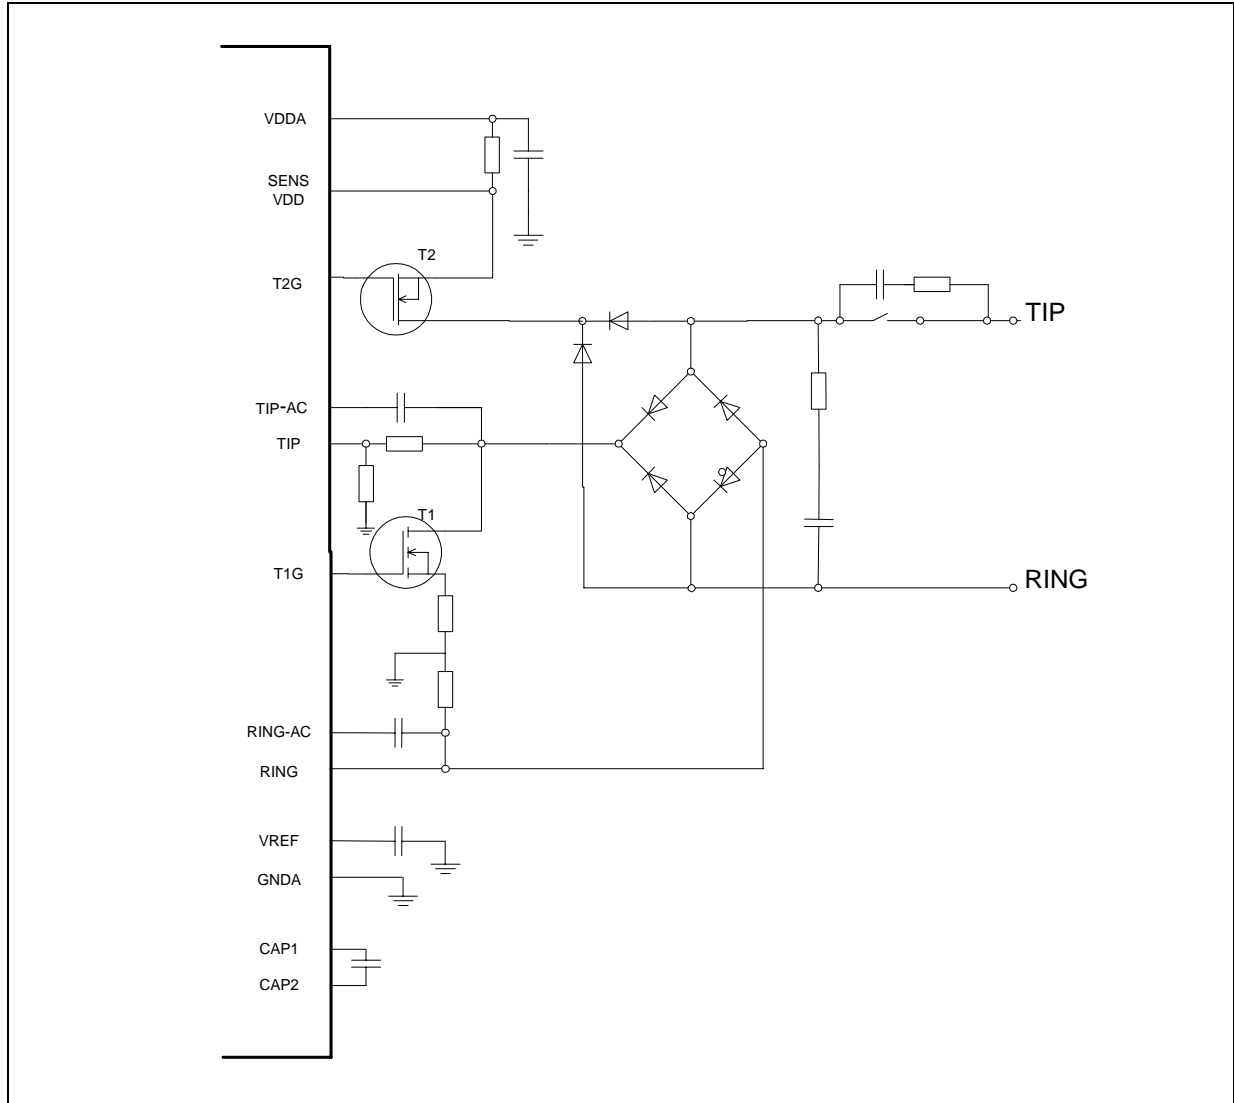 VDDA
SENS
VDD
T2
T2G
TIP
TIP-AC
TIP
T1
T1G
RING
RING-AC
RING
VREF
GNDA
CAP1
CAP2